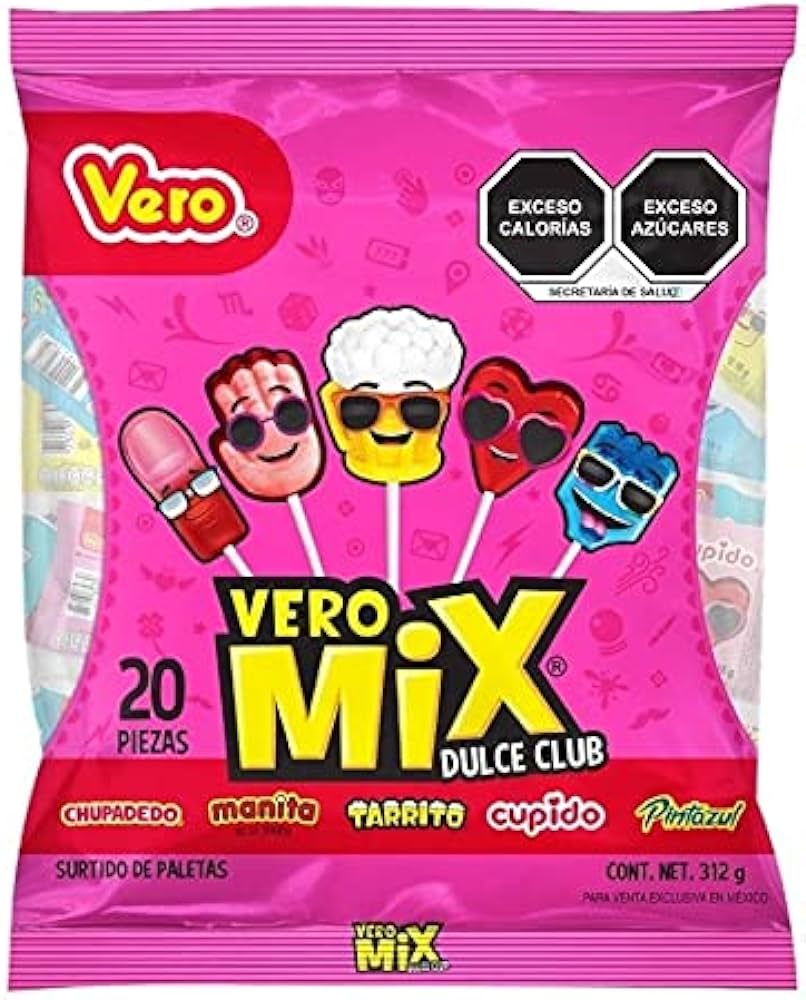 Vero®
EXCESO
CALORÍAS
EXCESO
AZÚCARES
SECRETARÍA DE SALUD
VERO
MiX®
DULCE CLUB
20
PIEZAS
CHUPADEDO
manita
TARRITO
cupido
Pintazul
SURTIDO DE PALETAS
CONT. NET. 312 g
PARA VENTA EXCLUSIVA EN MÉXICO
VERO
MiX